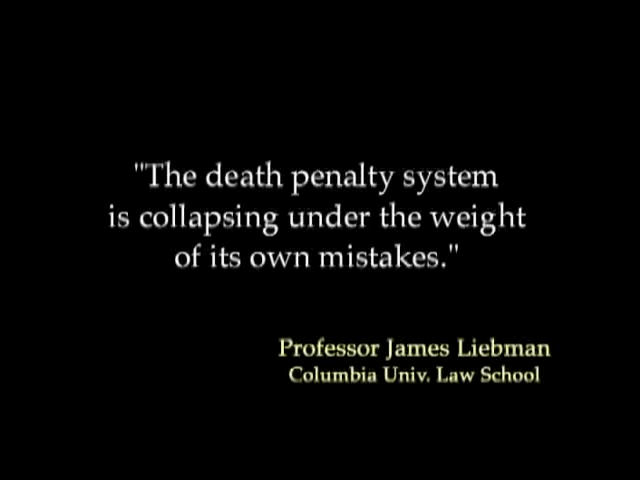 "The death penalty system
is collapsing under the weight
of its own mistakes."
Professor James Liebman
Columbia Univ. Law School